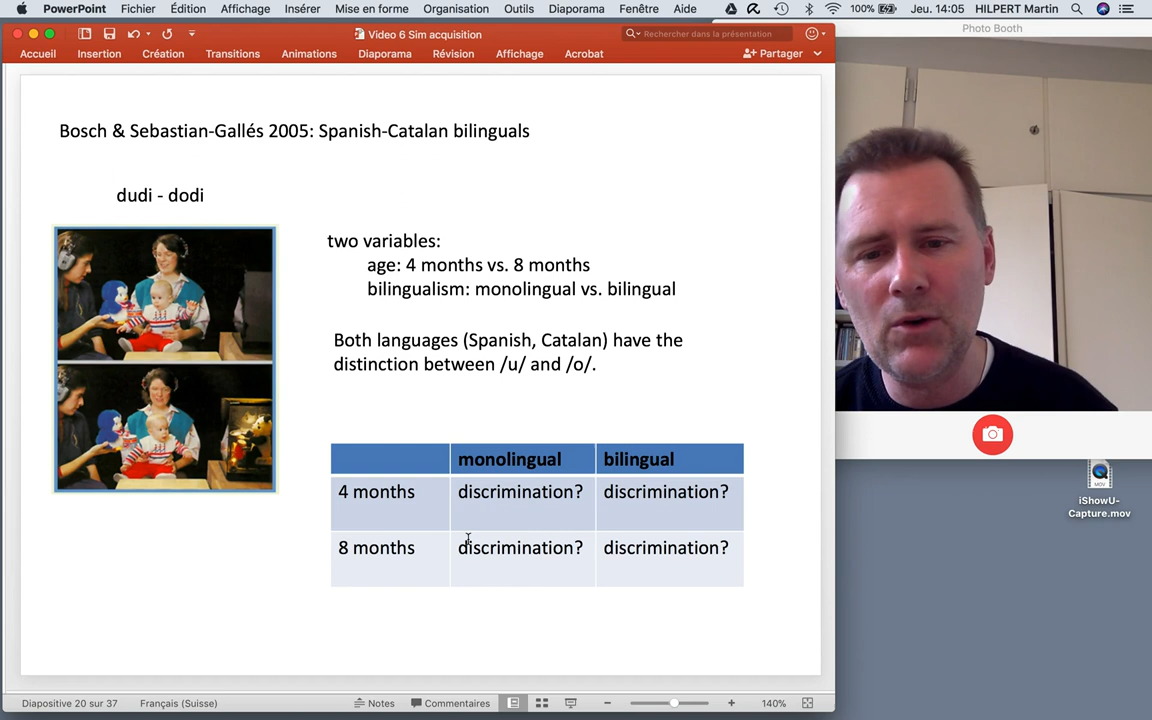 PowerPoint Fichier Édition Affichage Insérer Mise en forme Organisation Outils Diaporama Fenêtre Aide 100% Jeu. 14:05 HILPERT Martin
Video 6 Sim acquisition
Rechercher dans la présentation
Photo Booth
Accueil Insertion Création Transitions Animations Diaporama Révision Affichage Acrobat Partager
Bosch & Sebastian-Gallés 2005: Spanish-Catalan bilinguals
dudi - dodi
two variables:
age: 4 months vs. 8 months
bilingualism: monolingual vs. bilingual
Both languages (Spanish, Catalan) have the
distinction between /u/ and /o/.
monolingual bilingual
4 months discrimination? discrimination?
8 months discrimination? discrimination?
MOV
iShowU-
Capture.mov
Diapositive 20 sur 37 Français (Suisse) Notes Commentaires 140%